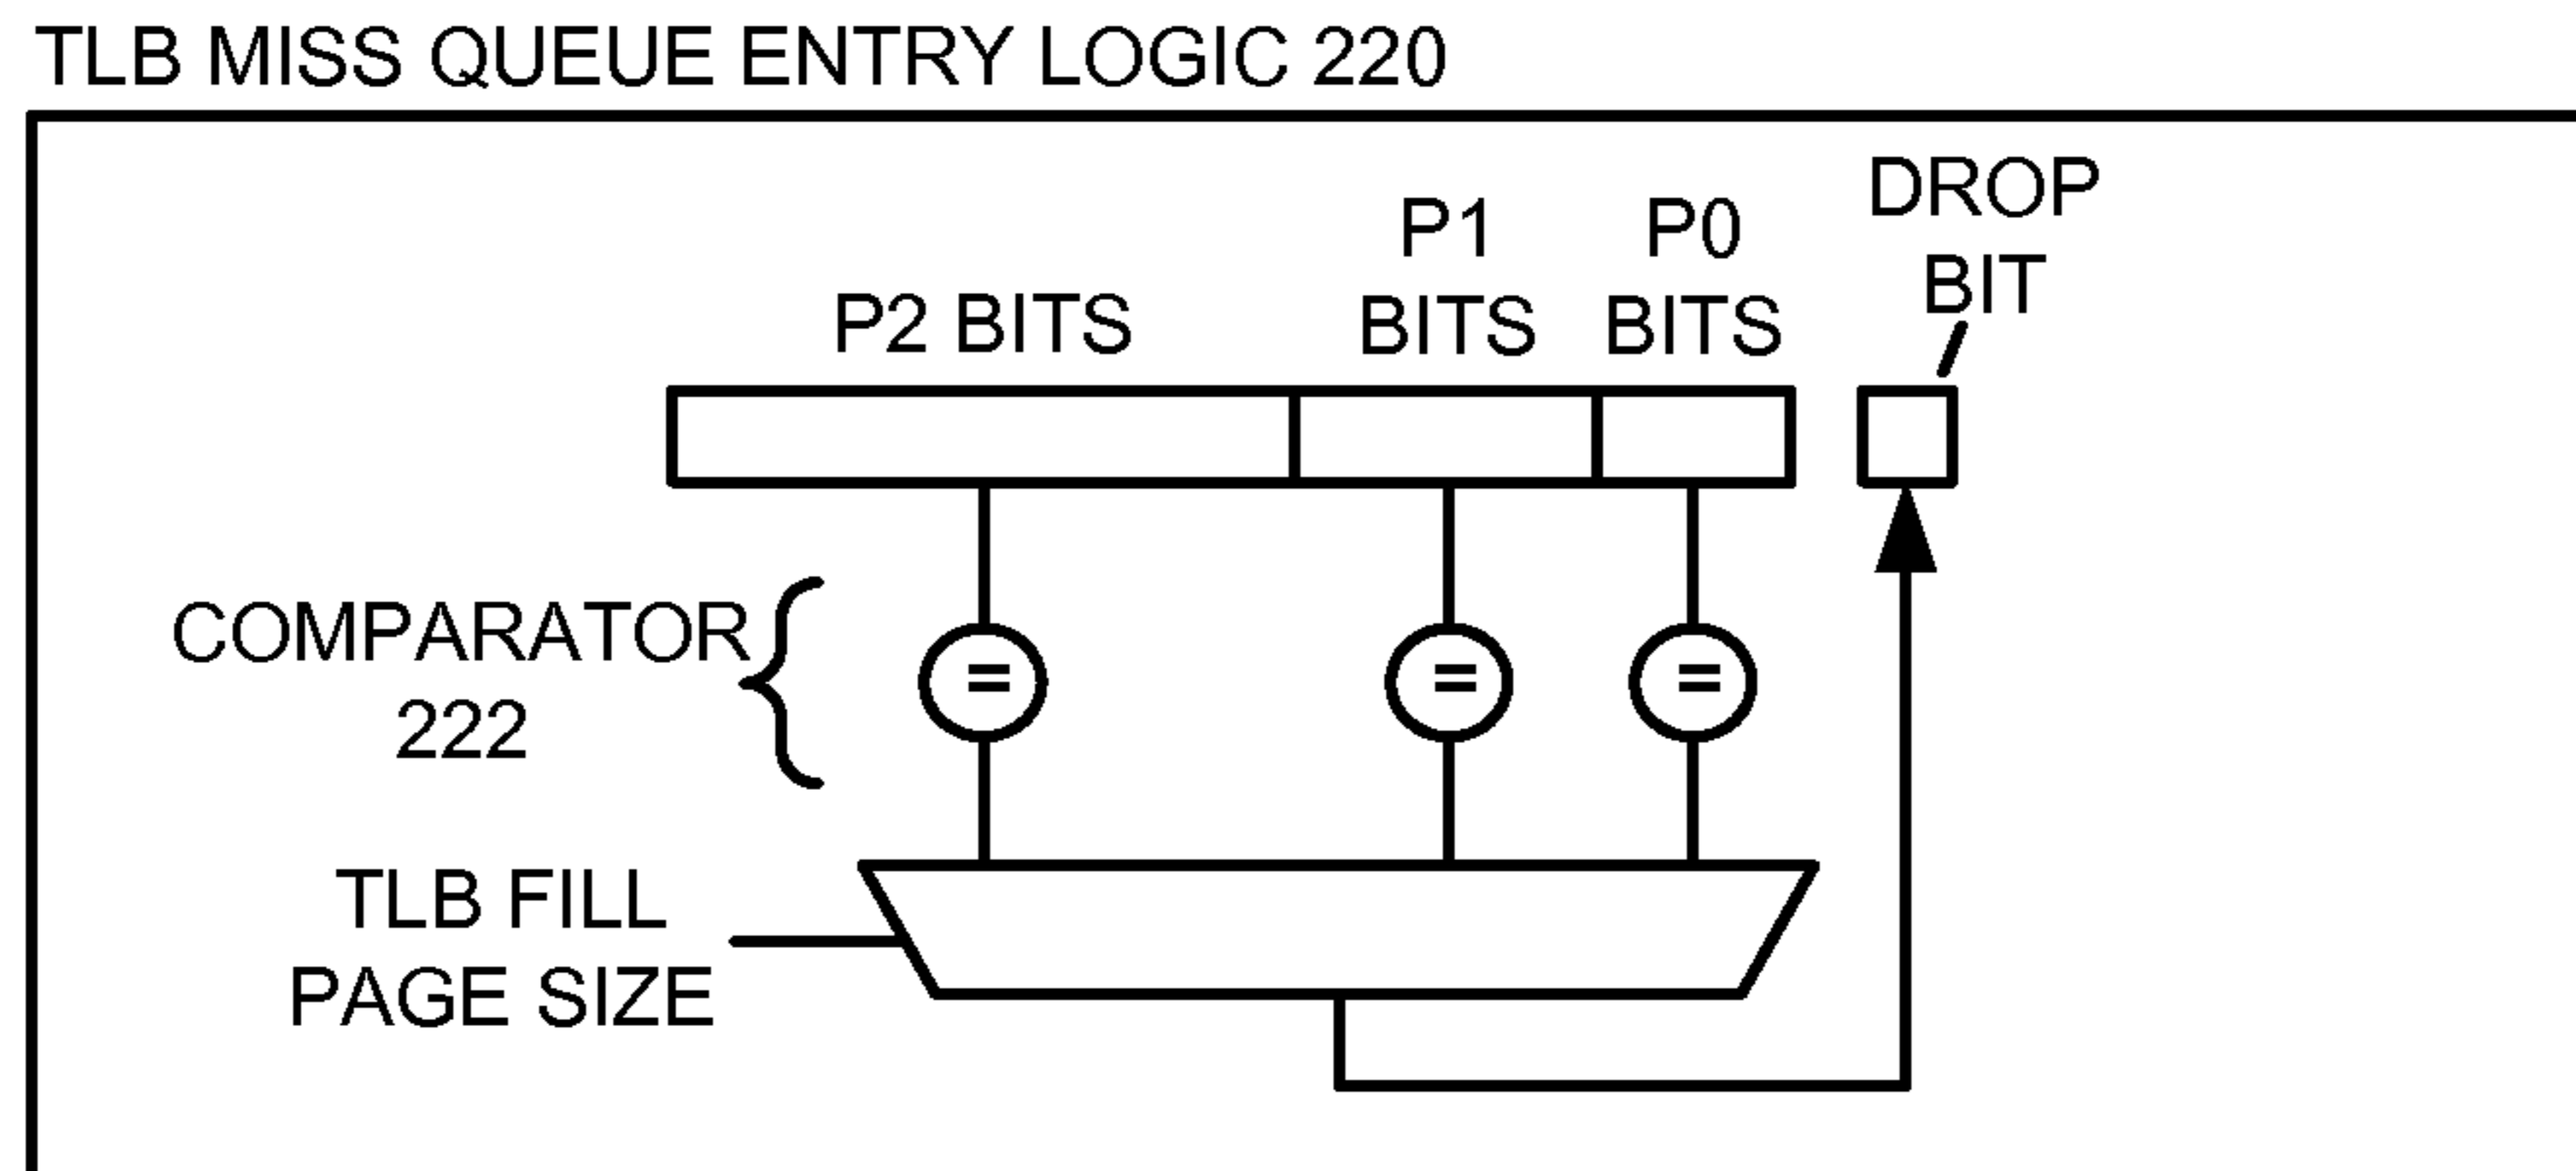 TLB MISS QUEUE ENTRY LOGIC 220
DROP
BIT
P1
BITS
P0
BITS
P2 BITS
COMPARATOR
222
=
=
=
TLB FILL
PAGE SIZE